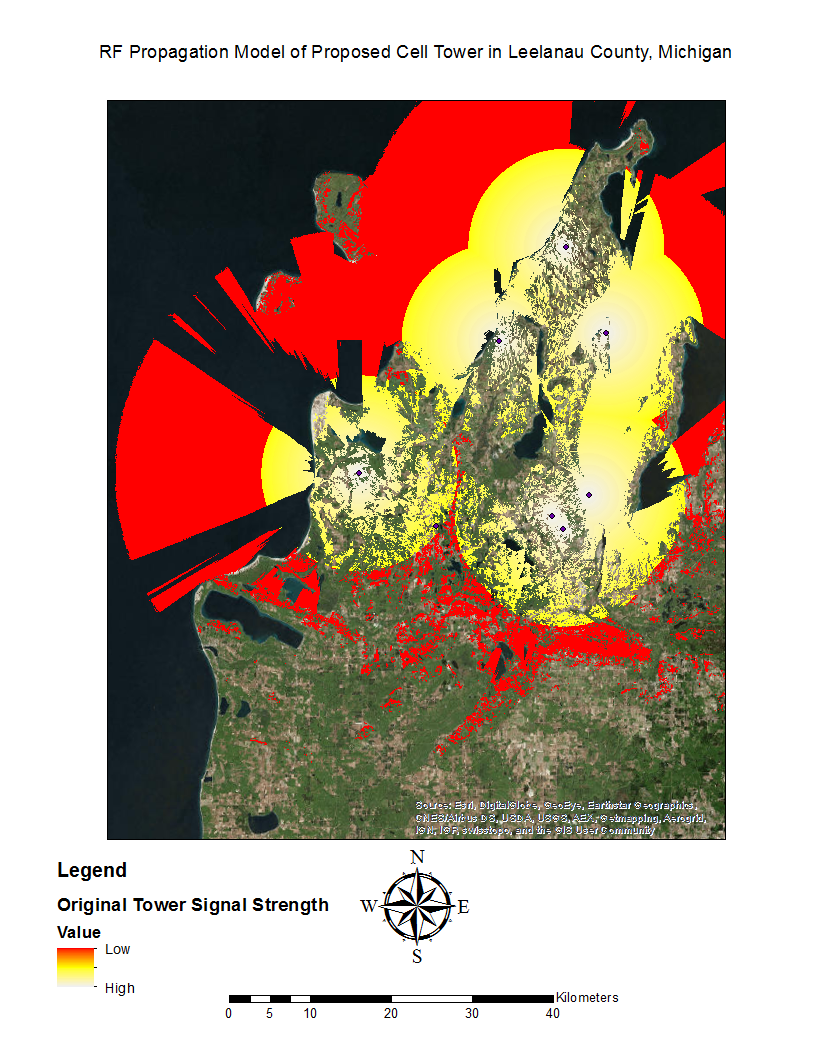 RF Propagation Model of Proposed Cell Tower in Leelanau County, Michigan
Source: Esri, DigitalGlobe, GeoEye, Earthstar Geographics,
CNES/Airbus DS, USDA, USGS, AEX, Getmapping, Aerogrid,
IGN, IGP, swisstopo, and the GIS User Community
Legend
Original Tower Signal Strength
Value
Low
High
N
W E
S
Kilometers
0 5 10 20 30 40